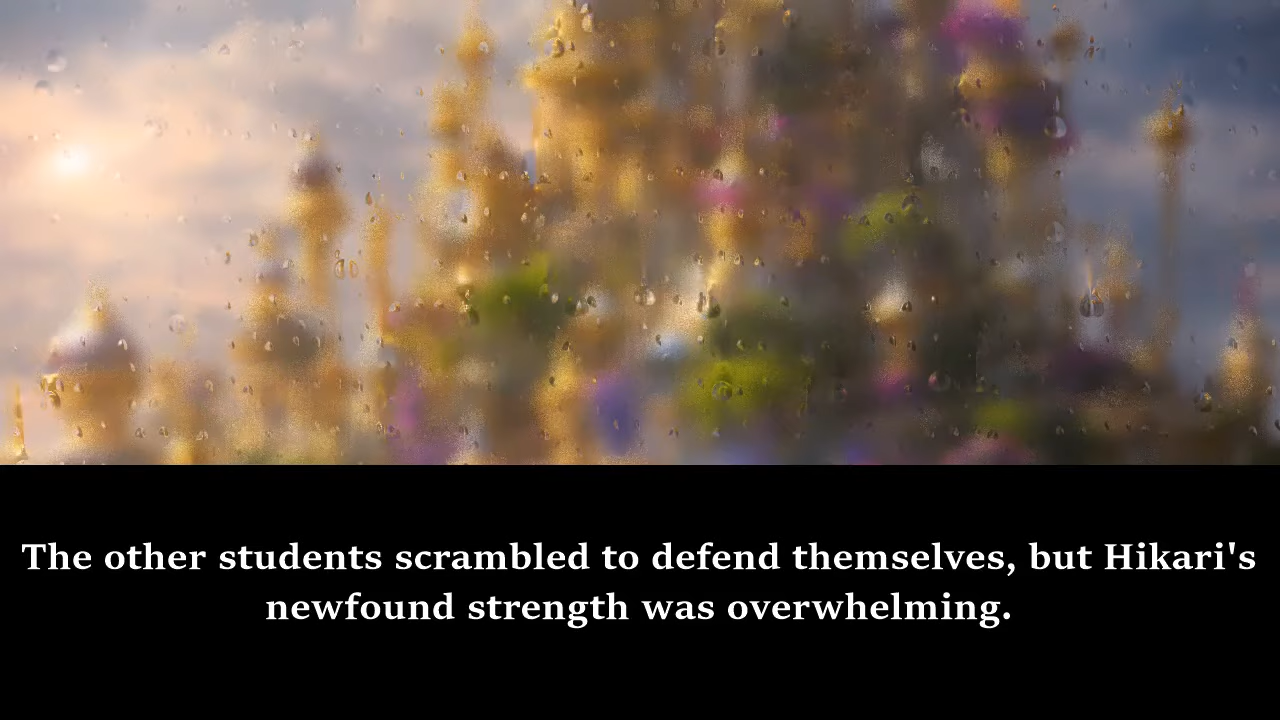 The other students scrambled to defend themselves, but Hikari's
newfound strength was overwhelming.